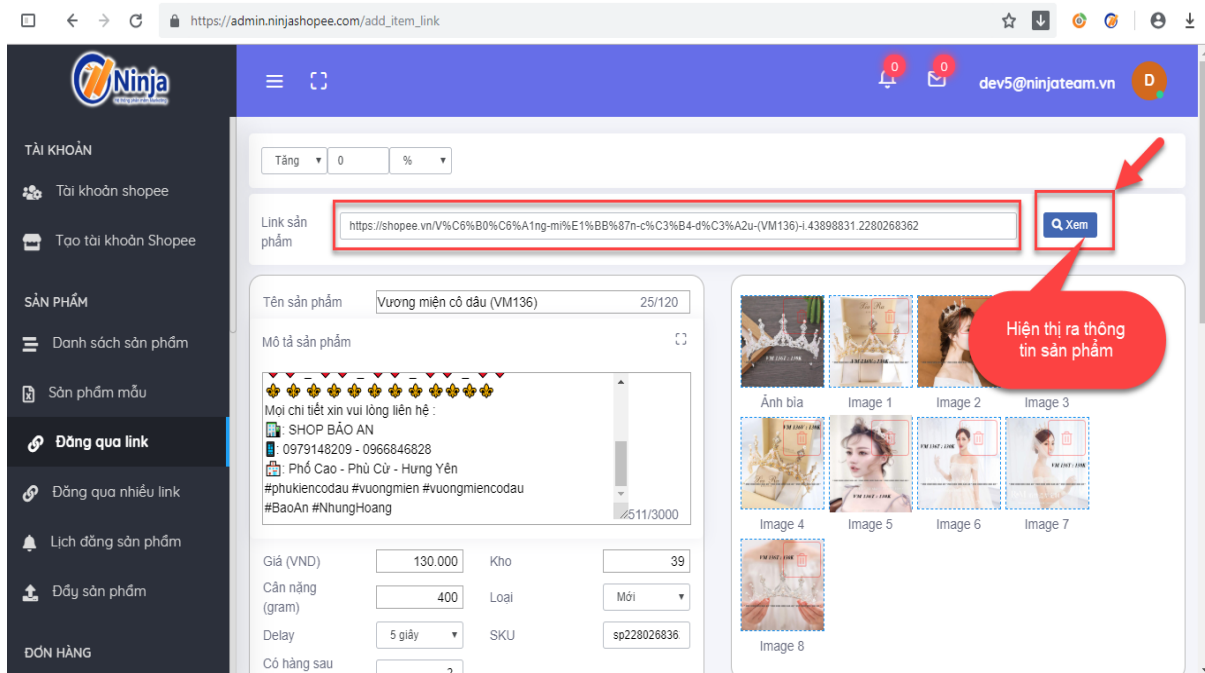 https://admin.ninjashopee.com/add_item_link
Ninja
0
0
dev5@ninjateam.vn
D
TÀI KHOẢN
Tài khoản shopee
Tạo tài khoản Shopee
SẢN PHẨM
Danh sách sản phẩm
Sản phẩm mẫu
Đăng qua link
Đăng qua nhiều link
Lịch đăng sản phẩm
Đẩy sản phẩm
ĐƠN HÀNG
Tăng
0
%
Link sản
phẩm
https://shopee.vn/V%C6%B0%C6%A1ng-mi%E1%BB%87n-c%C3%B4-d%C3%A2u-(VM136)-i.43898831.2280268362
Xem
Hiện thị ra thông
tin sản phẩm
Tên sản phẩm
Vương miện cô dâu (VM136)
25/120
Mô tả sản phẩm
Mọi chi tiết xin vui lòng liên hệ :
: SHOP BẢO AN
: 0979148209 - 0966846828
: Phố Cao - Phù Cừ - Hưng Yên
#phukiencodau #vuongmien #vuongmiencodau
#BaoAn #NhungHoang
511/3000
Giá (VND)
130.000
Kho
39
Cân nặng
(gram)
400
Loại
Mới
Delay
5 giây
SKU
sp228026836
Có hàng sau
2
Ảnh bìa
Image 1
Image 2
Image 3
Image 4
Image 5
Image 6
Image 7
Image 8